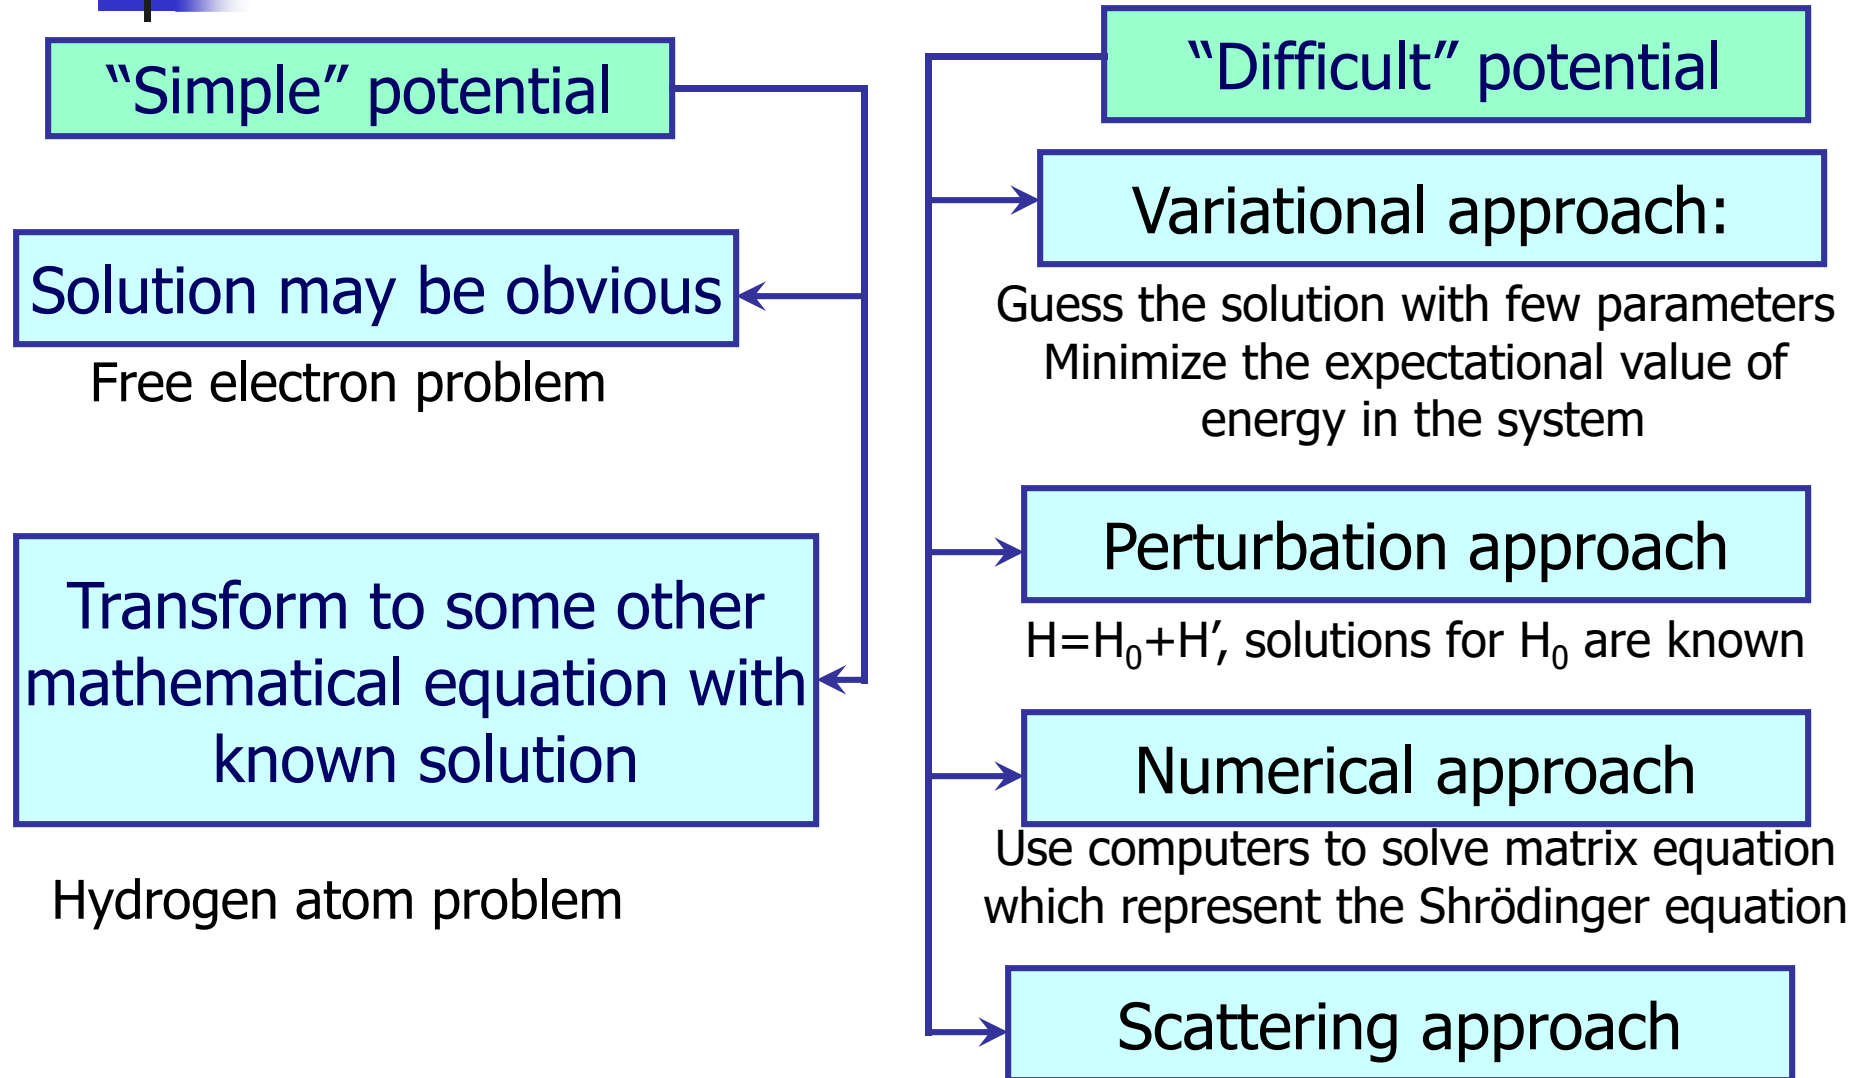 “Simple” potential
Solution may be obvious
Free electron problem
Transform to some other
mathematical equation with
known solution
Hydrogen atom problem
“Difficult” potential
Variational approach:
Guess the solution with few parameters
Minimize the expectational value of
energy in the system
Perturbation approach
H=H₀+H’, solutions for H₀ are known
Numerical approach
Use computers to solve matrix equation
which represent the Shrödinger equation
Scattering approach